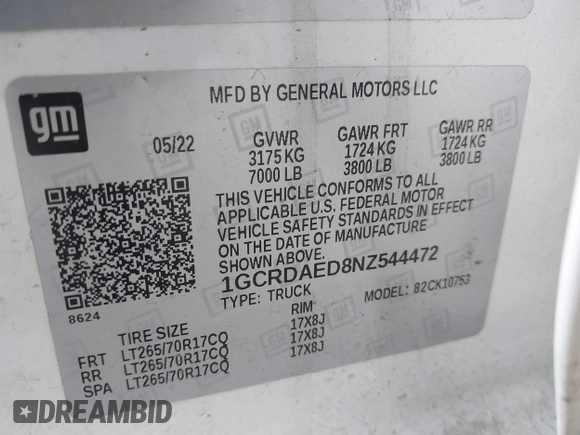 gm
MFD BY GENERAL MOTORS LLC
05/22
GVWR
3175 KG
7000 LB
GAWR FRT
1724 KG
3800 LB
GAWR RR
1724 KG
3800 LB
THIS VEHICLE CONFORMS TO ALL
APPLICABLE U.S. FEDERAL MOTOR
VEHICLE SAFETY STANDARDS IN EFFECT
ON THE DATE OF MANUFACTURE
SHOWN ABOVE.
1GCRDAED8NZ544472
TYPE: TRUCK
MODEL: 82CK10753
8624
TIRE SIZE RIM
FRT LT265/70R17CQ 17X8J
RR LT265/70R17CQ 17X8J
SPA LT265/70R17CQ 17X8J
DREAMBID